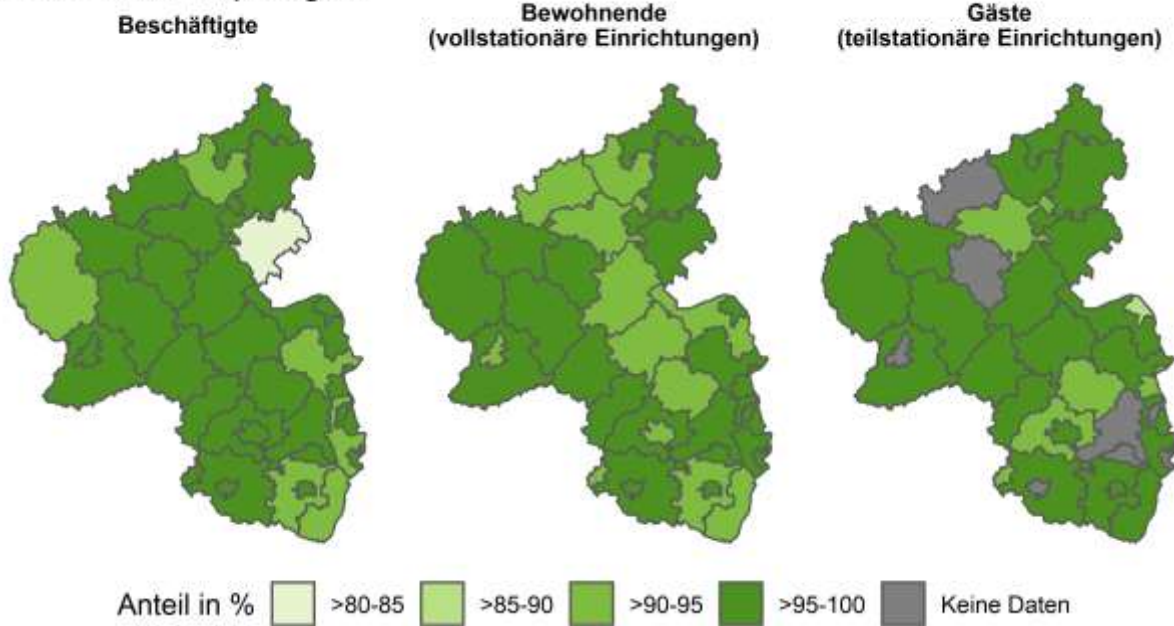 Beschäftigte
Bewohnende
(vollstationäre Einrichtungen)
Gäste
(teilstationäre Einrichtungen)
Anteil in % >80-85 >85-90 >90-95 >95-100 Keine Daten